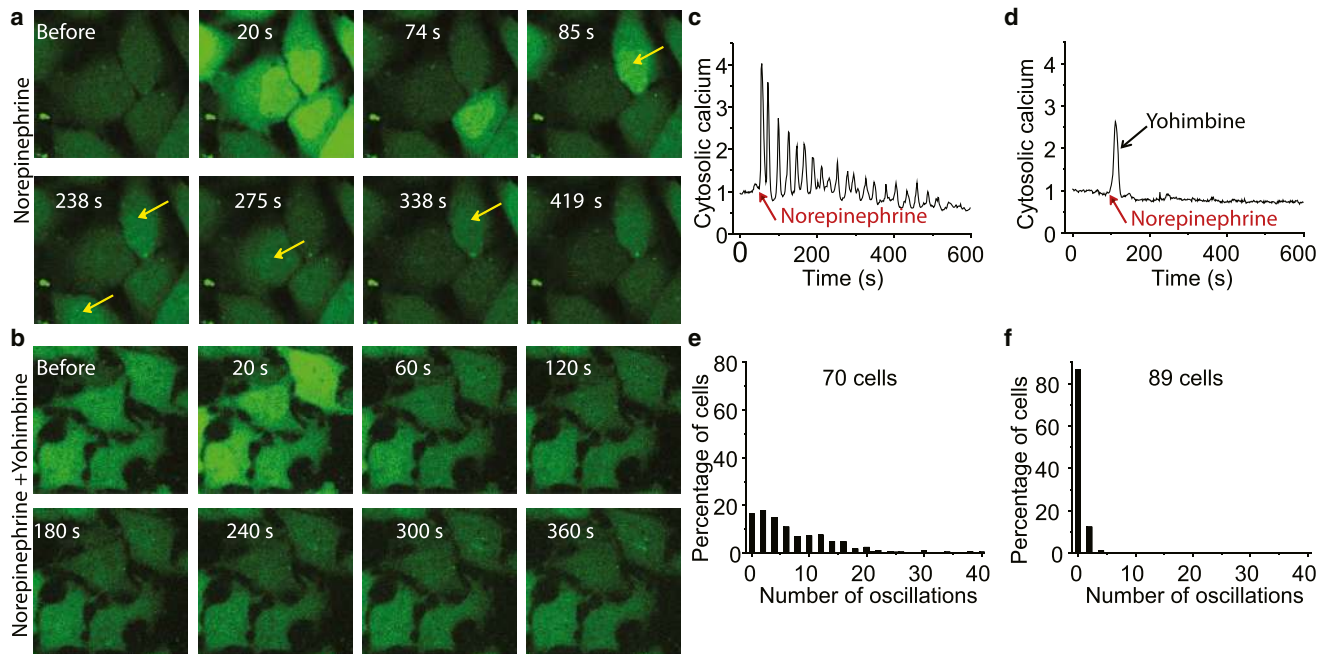 a
Norepinephrine
Before
20 s
74 s
85 s
238 s
275 s
338 s
419 s
b
Norepinephrine +Yohimbine
Before
20 s
60 s
120 s
180 s
240 s
300 s
360 s
c
Cytosolic calcium
4
3
2
1
0
Norepinephrine
0 200 400 600
Time (s)
d
Cytosolic calcium
4
3
2
1
0
Yohimbine
Norepinephrine
0 200 400 600
Time (s)
e
Percentage of cells
80
60
40
20
0
70 cells
0 10 20 30 40
Number of oscillations
f
Percentage of cells
80
60
40
20
0
89 cells
0 10 20 30 40
Number of oscillations